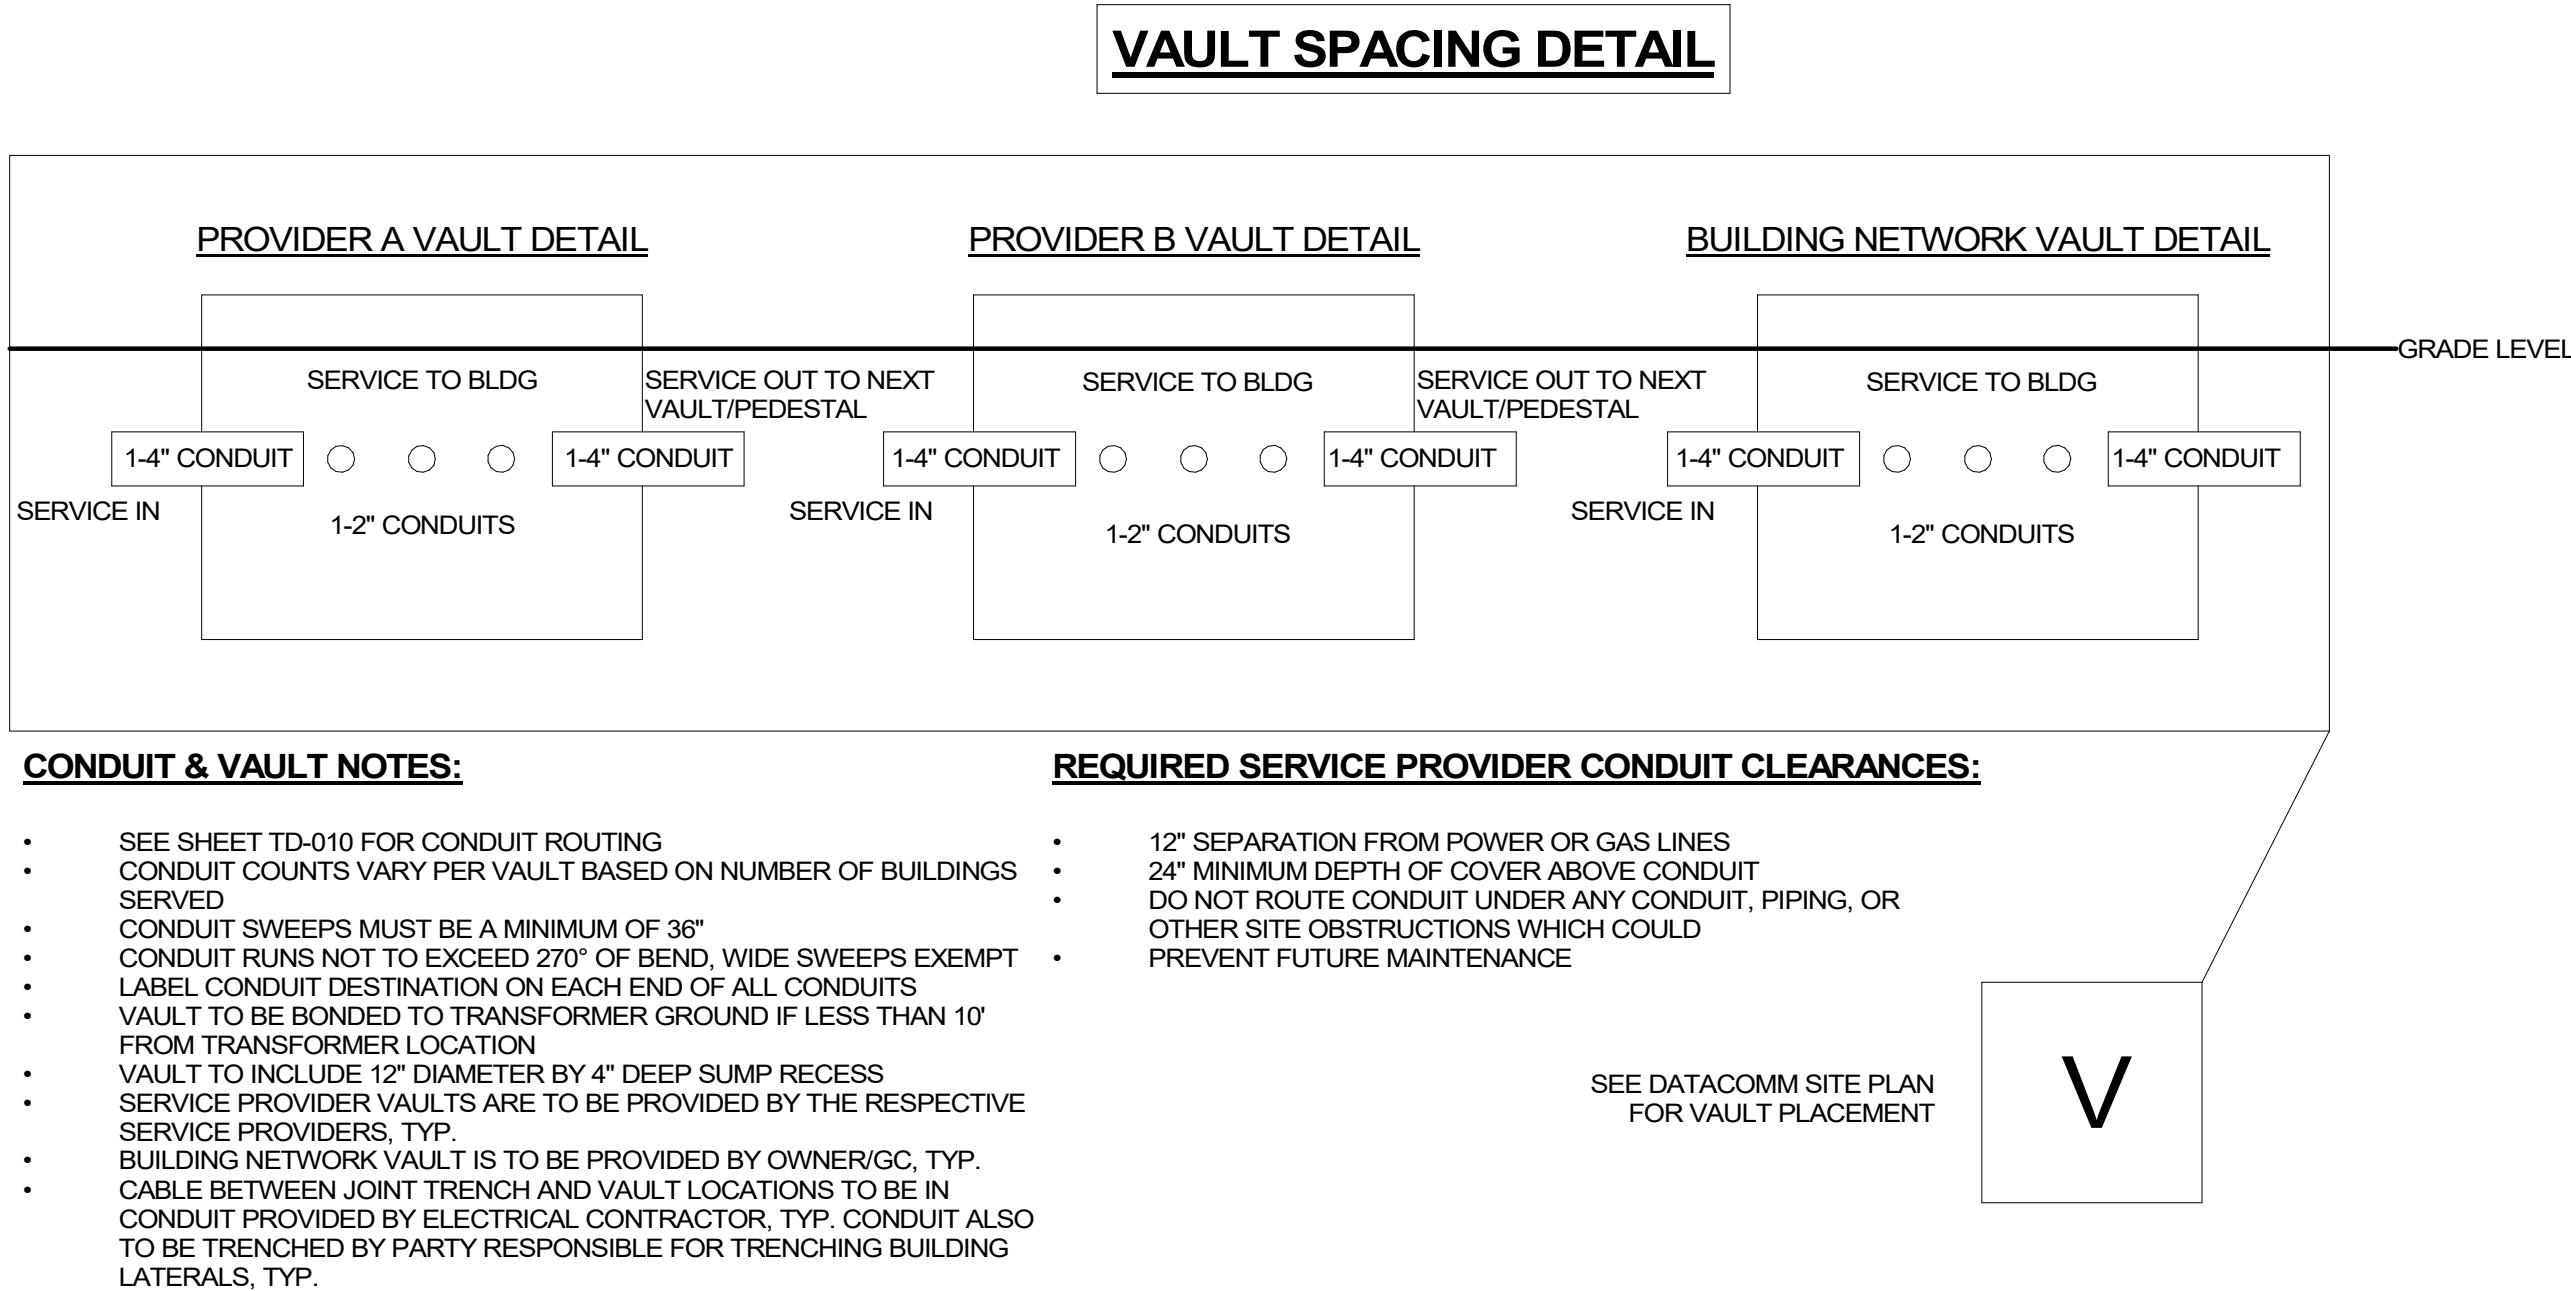 VAULT SPACING DETAIL
PROVIDER A VAULT DETAIL
PROVIDER B VAULT DETAIL
BUILDING NETWORK VAULT DETAIL
GRADE LEVEL
SERVICE TO BLDG
SERVICE OUT TO NEXT
VAULT/PEDESTAL
SERVICE TO BLDG
SERVICE OUT TO NEXT
VAULT/PEDESTAL
SERVICE TO BLDG
1-4" CONDUIT
1-4" CONDUIT
1-4" CONDUIT
1-4" CONDUIT
1-4" CONDUIT
1-4" CONDUIT
SERVICE IN
1-2" CONDUITS
SERVICE IN
1-2" CONDUITS
SERVICE IN
1-2" CONDUITS
CONDUIT & VAULT NOTES:
• SEE SHEET TD-010 FOR CONDUIT ROUTING
• CONDUIT COUNTS VARY PER VAULT BASED ON NUMBER OF BUILDINGS
SERVED
• CONDUIT SWEEPS MUST BE A MINIMUM OF 36"
• CONDUIT RUNS NOT TO EXCEED 270° OF BEND, WIDE SWEEPS EXEMPT
• LABEL CONDUIT DESTINATION ON EACH END OF ALL CONDUITS
• VAULT TO BE BONDED TO TRANSFORMER GROUND IF LESS THAN 10'
FROM TRANSFORMER LOCATION
• VAULT TO INCLUDE 12" DIAMETER BY 4" DEEP SUMP RECESS
• SERVICE PROVIDER VAULTS ARE TO BE PROVIDED BY THE RESPECTIVE
SERVICE PROVIDERS, TYP.
• BUILDING NETWORK VAULT IS TO BE PROVIDED BY OWNER/GC, TYP.
• CABLE BETWEEN JOINT TRENCH AND VAULT LOCATIONS TO BE IN
CONDUIT PROVIDED BY ELECTRICAL CONTRACTOR, TYP. CONDUIT ALSO
TO BE TRENCHED BY PARTY RESPONSIBLE FOR TRENCHING BUILDING
LATERALS, TYP.
REQUIRED SERVICE PROVIDER CONDUIT CLEARANCES:
• 12" SEPARATION FROM POWER OR GAS LINES
• 24" MINIMUM DEPTH OF COVER ABOVE CONDUIT
• DO NOT ROUTE CONDUIT UNDER ANY CONDUIT, PIPING, OR
OTHER SITE OBSTRUCTIONS WHICH COULD
• PREVENT FUTURE MAINTENANCE
SEE DATACOMM SITE PLAN
FOR VAULT PLACEMENT
V